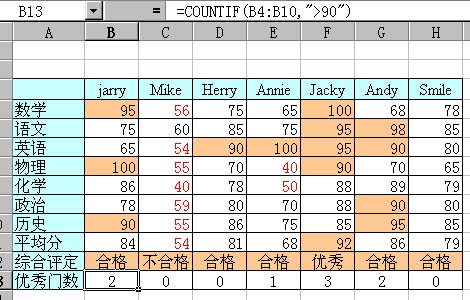 B13 = =COUNTIF(B4:B10,">90")
A B C D E F G H
jarry Mike Herry Annie Jacky Andy Smile
数学 95 56 75 65 100 68 78
语文 75 60 85 75 95 98 85
英语 65 54 90 100 95 90 80
物理 100 55 70 40 90 70 65
化学 86 40 78 50 88 89 79
政治 78 59 80 70 88 90 80
历史 90 55 86 75 85 95 85
平均分 84 54 81 68 92 86 79
综合评定 合格 不合格 合格 合格 优秀 合格 合格
优秀门数 2 0 0 1 3 2 0